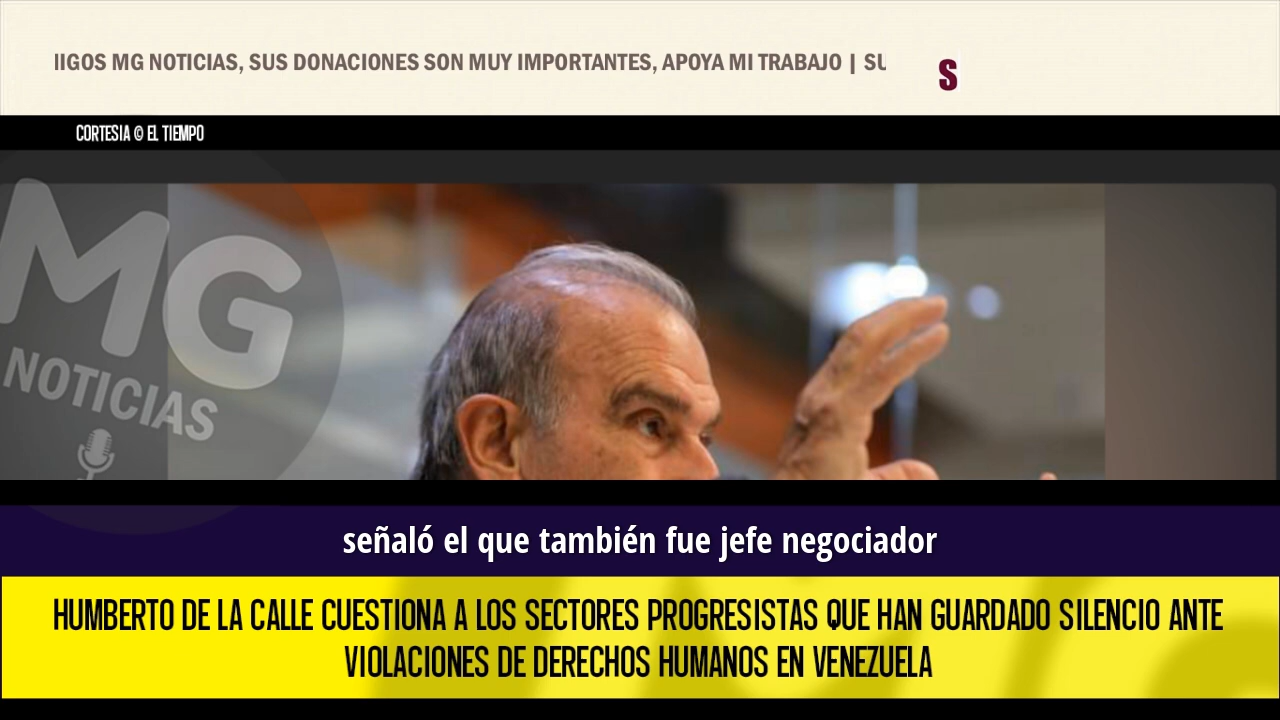 IIGOS MG NOTICIAS, SUS DONACIONES SON MUY IMPORTANTES, APOYA MI TRABAJO | SU
S
CORTESIA © EL TIEMPO
MG
NOTICIAS
señaló el que también fue jefe negociador
HUMBERTO DE LA CALLE CUESTIONA A LOS SECTORES PROGRESISTAS QUE HAN GUARDADO SILENCIO ANTE
VIOLACIONES DE DERECHOS HUMANOS EN VENEZUELA